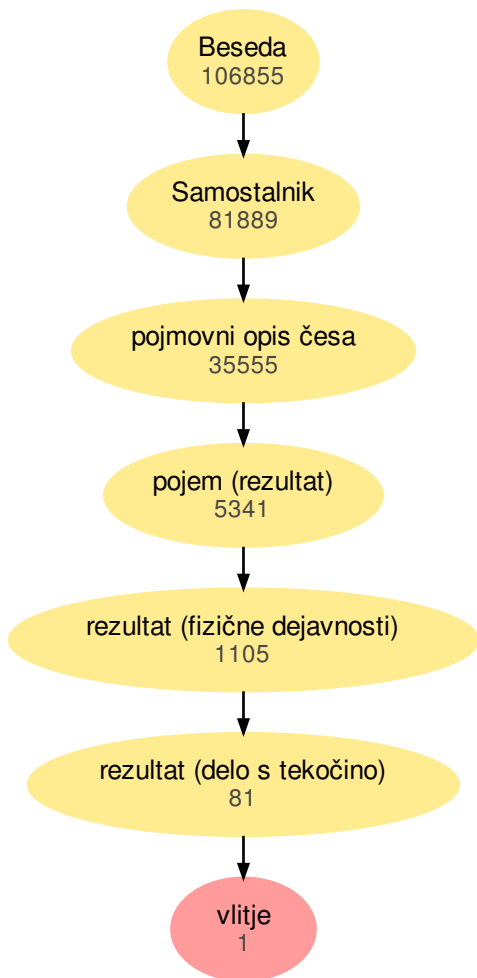 Beseda
106855
Samostalnik
81889
pojmovni opis česa
35555
pojem (rezultat)
5341
rezultat (fizične dejavnosti)
1105
rezultat (delo s tekočino)
81
vlitje
1